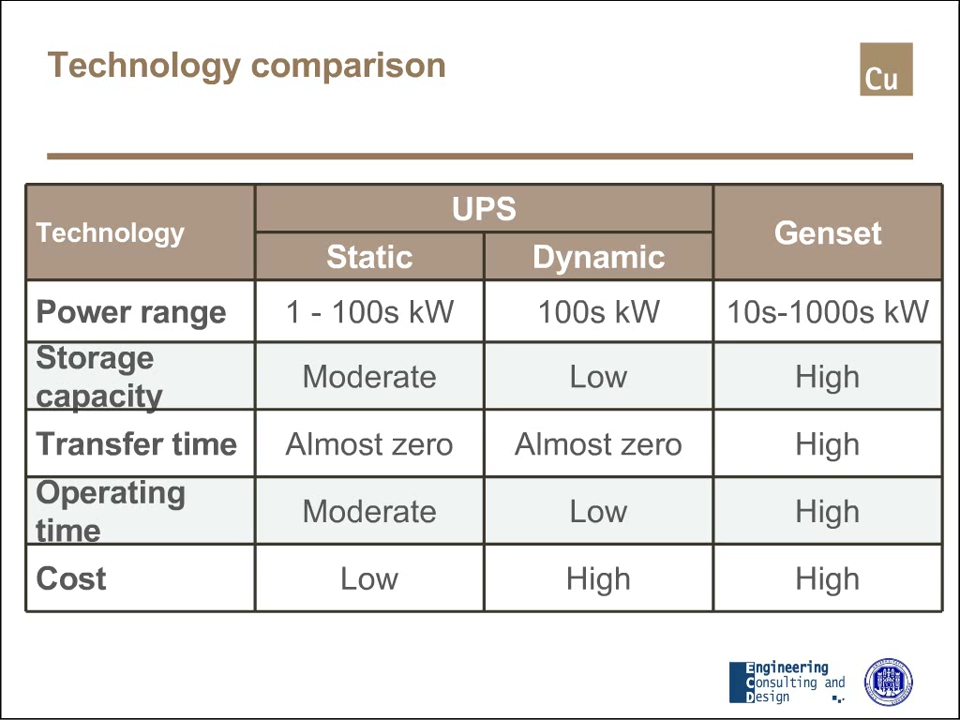 Technology comparison
Cu
Technology
UPS
Genset
Static
Dynamic
Power range
1 - 100s kW
100s kW
10s-1000s kW
Storage
capacity
Moderate
Low
High
Transfer time
Almost zero
Almost zero
High
Operating
time
Moderate
Low
High
Cost
Low
High
High
E Engineering
C Consulting and
D Design